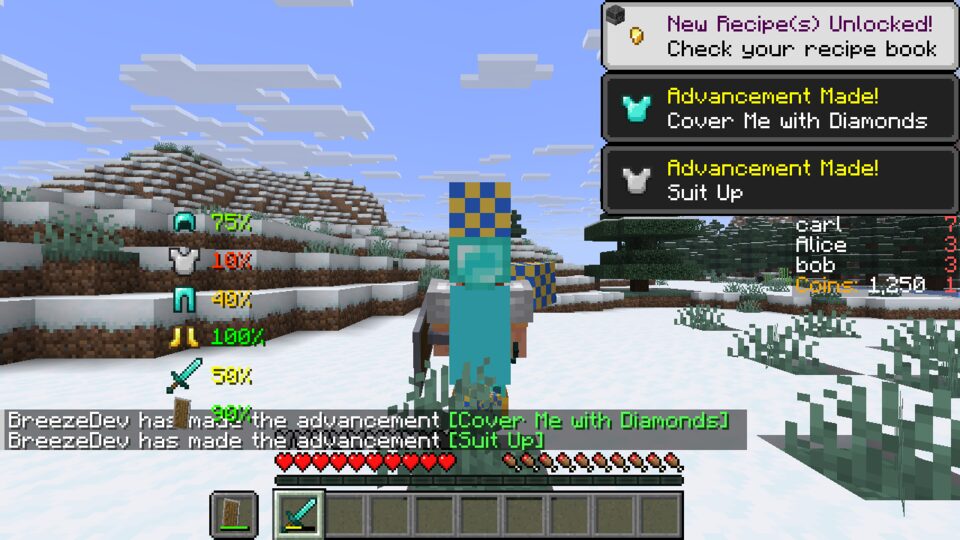 New Recipe(s) Unlocked!
Check your recipe book
Advancement Made!
Cover Me with Diamonds
Advancement Made!
Suit Up
carl 7
Alice 3
bob 3
Coins: 1,250 1
75%
10%
40%
100%
50%
90%
BreezeDev has made the advancement [Cover Me with Diamonds]
BreezeDev has made the advancement [Suit Up]